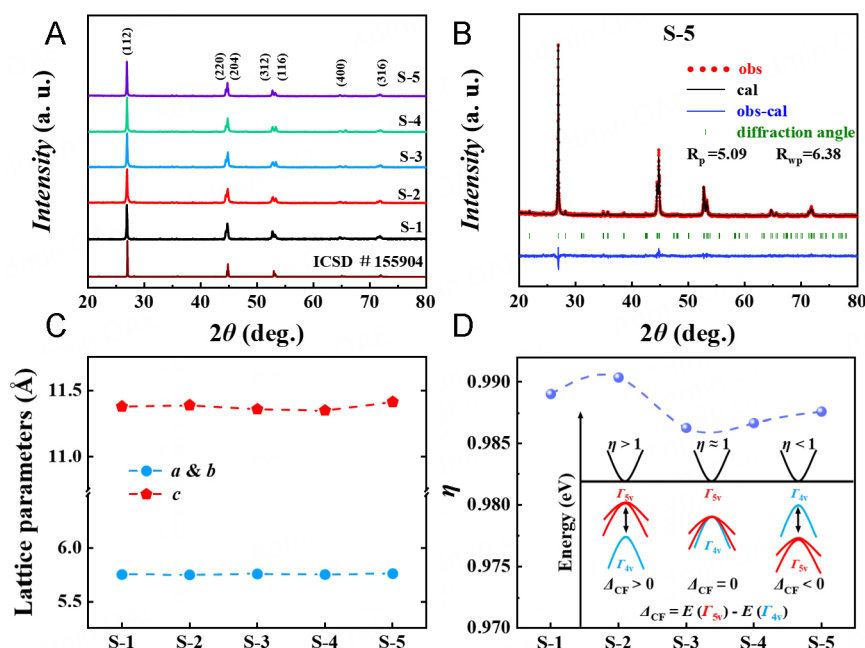 A
(112)
(220)
(204)
(312)
(116)
(400)
(316)
S-5
S-4
S-3
S-2
S-1
ICSD #155904
Intensity (a. u.)
20 30 40 50 60 70 80
2θ (deg.)
B
S-5
obs
cal
obs-cal
diffraction angle
Rp=5.09 Rwp=6.38
Intensity (a. u.)
20 30 40 50 60 70 80
2θ (deg.)
C
Lattice parameters (Å)
11.5
11.0
6.0
5.5
a & b
c
S-1 S-2 S-3 S-4 S-5
D
η
0.990
0.985
0.980
0.975
0.970
Energy (eV)
η > 1 η ≈ 1 η < 1
Γ5v Γ5v Γ4v
Γ4v Γ4v Γ5v
ΔCF > 0 ΔCF = 0 ΔCF < 0
ΔCF = E (Γ5v) - E (Γ4v)
S-1 S-2 S-3 S-4 S-5